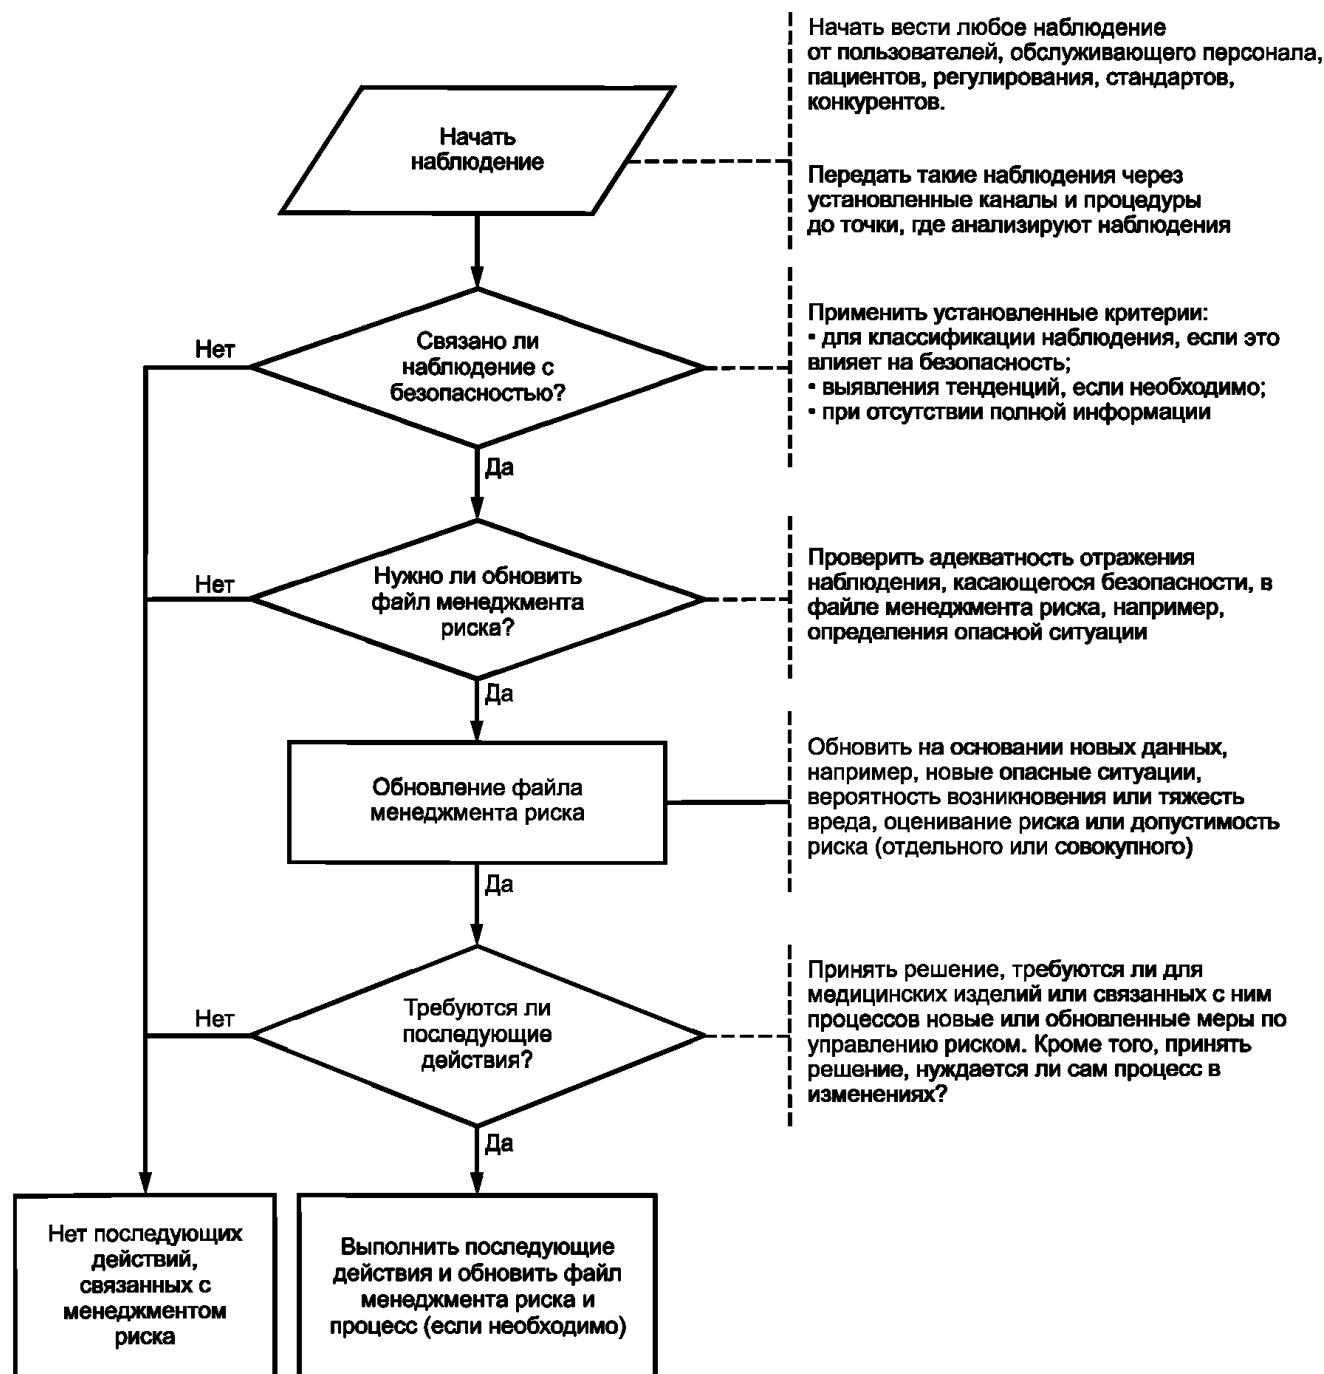 Начать вести любое наблюдение
от пользователей, обслуживающего персонала,
пациентов, регулирования, стандартов,
конкурентов.
Начать
наблюдение
Передать такие наблюдения через
установленные каналы и процедуры
до точки, где анализируют наблюдения
Связано ли
наблюдение с
безопасностью?
Нет
Да
Применить установленные критерии:
▪ для классификации наблюдения, если это
влияет на безопасность;
▪ выявления тенденций, если необходимо;
▪ при отсутствии полной информации
Нужно ли обновить
файл менеджмента
риска?
Нет
Да
Проверить адекватность отражения
наблюдения, касающегося безопасности, в
файле менеджмента риска, например,
определения опасной ситуации
Обновление файла
менеджмента риска
Да
Обновить на основании новых данных,
например, новые опасные ситуации,
вероятность возникновения или тяжесть
вреда, оценивание риска или допустимость
риска (отдельного или совокупного)
Требуются ли
последующие
действия?
Нет
Да
Принять решение, требуются ли для
медицинских изделий или связанных с ним
процессов новые или обновленные меры по
управлению риском. Кроме того, принять
решение, нуждается ли сам процесс в
изменениях?
Нет последующих
действий,
связанных с
менеджментом
риска
Выполнить последующие
действия и обновить файл
менеджмента риска и
процесс (если необходимо)